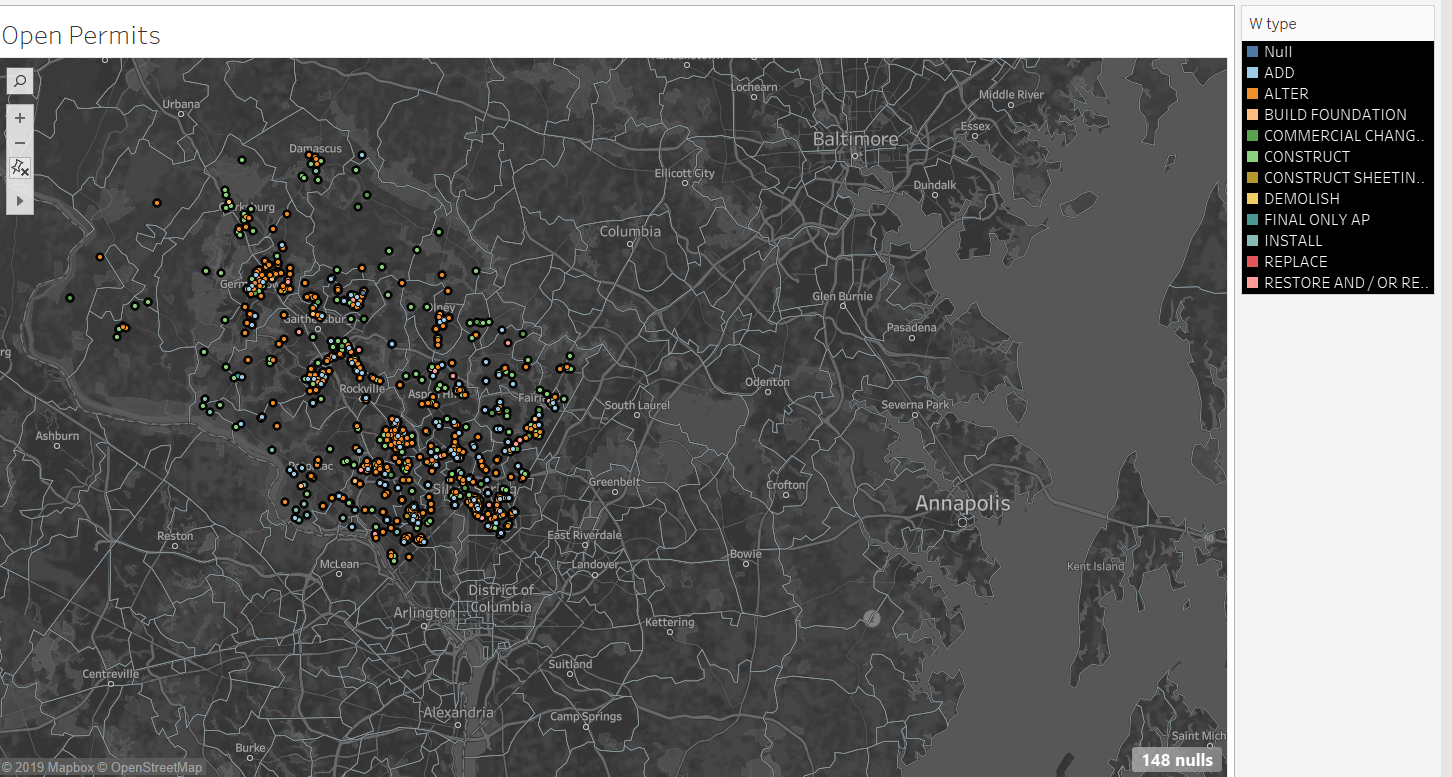 Open Permits
W type
Null
ADD
ALTER
BUILD FOUNDATION
COMMERCIAL CHANG..
CONSTRUCT
CONSTRUCT SHEETIN..
DEMOLISH
FINAL ONLY AP
INSTALL
REPLACE
RESTORE AND / OR RE..
Lochearn
Middle River
Urbana
Essex
Baltimore
Damascus
Ellicott City
Dundalk
Columbia
Glen Burnie
Pasadena
Rockville
Odenton
South Laurel
Severna Park
Ashburn
Greenbelt
Crofton
Annapolis
Reston
East Riverdale
Bowie
McLean
Landover
Kent Island
District of
Columbia
Arlington
Kettering
Suitland
Centreville
Alexandria
Camp Springs
Burke
Saint Mich
148 nulls
© 2019 Mapbox © OpenStreetMap